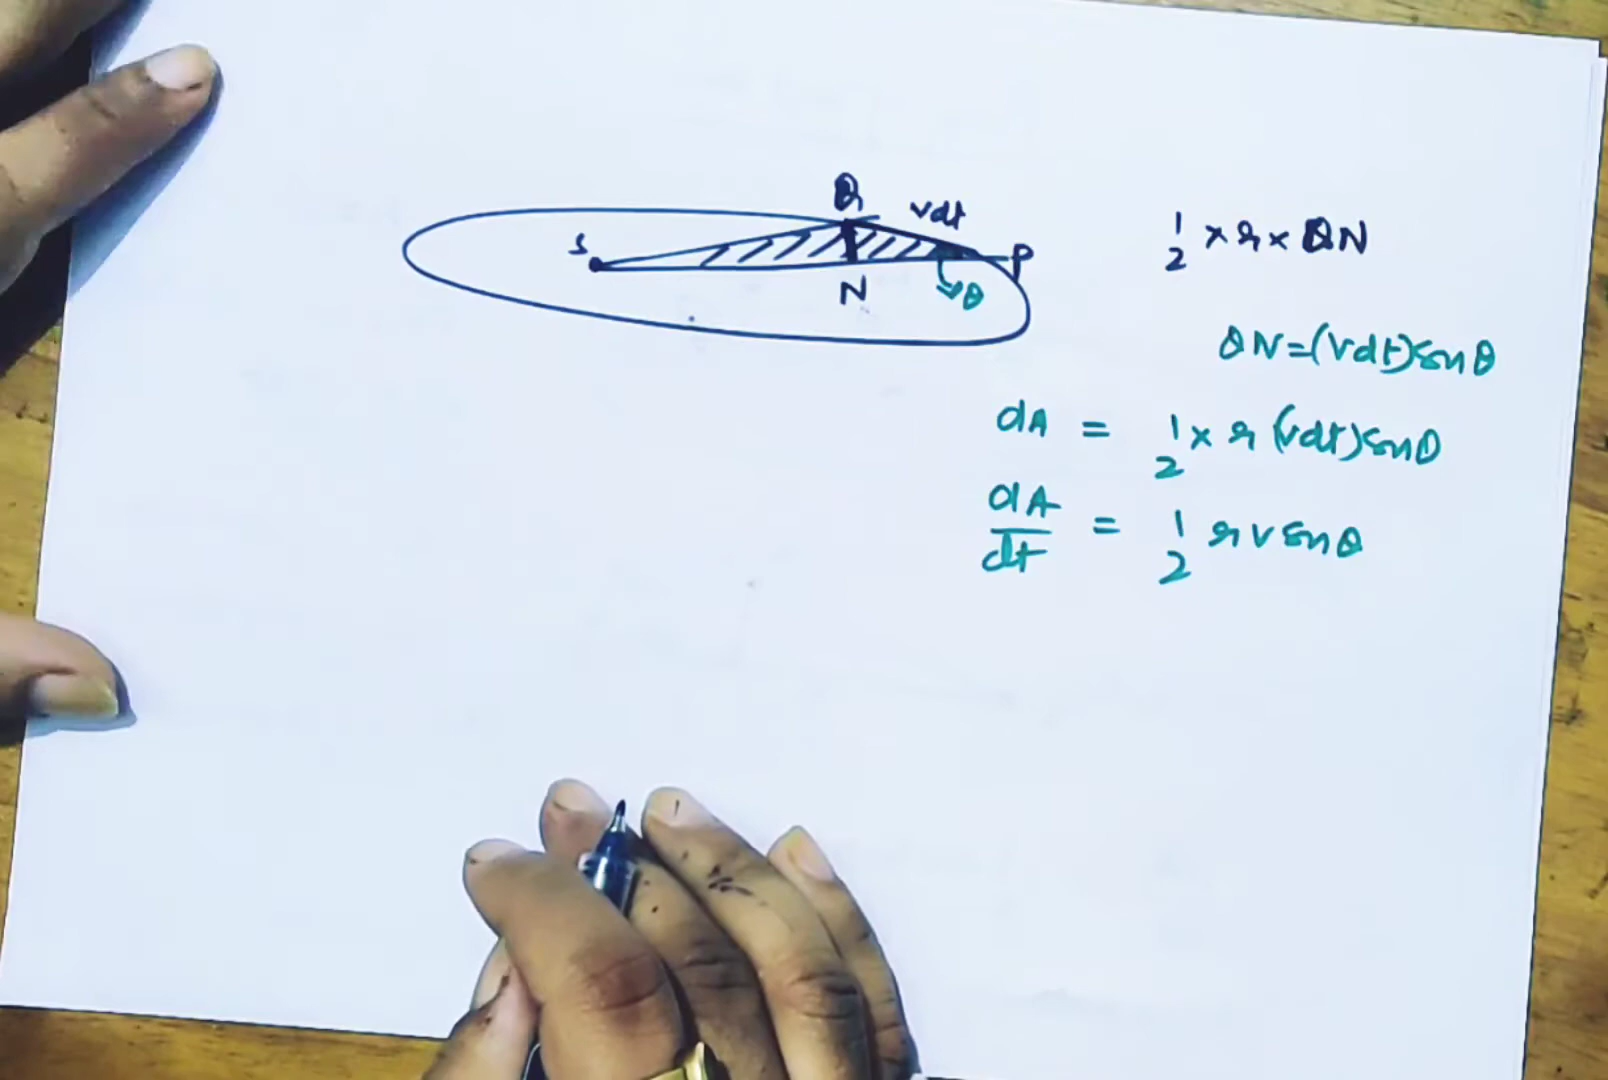 Q
vdt
S
P
N
θ
1/2 × r × QN
QN=(vdt)sinθ
dA = 1/2 × r (vdt)sinθ
dA/dt = 1/2 r v sinθ